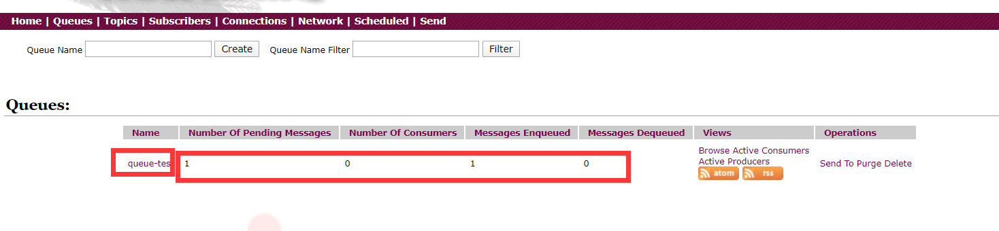 Home | Queues | Topics | Subscribers | Connections | Network | Scheduled | Send
Queue Name Create Queue Name Filter Filter
Queues:
Name Number Of Pending Messages Number Of Consumers Messages Enqueued Messages Dequeued Views Operations
queue-tes 1 0 1 0 Browse Active Consumers
Active Producers
atom rss
Send To Purge Delete